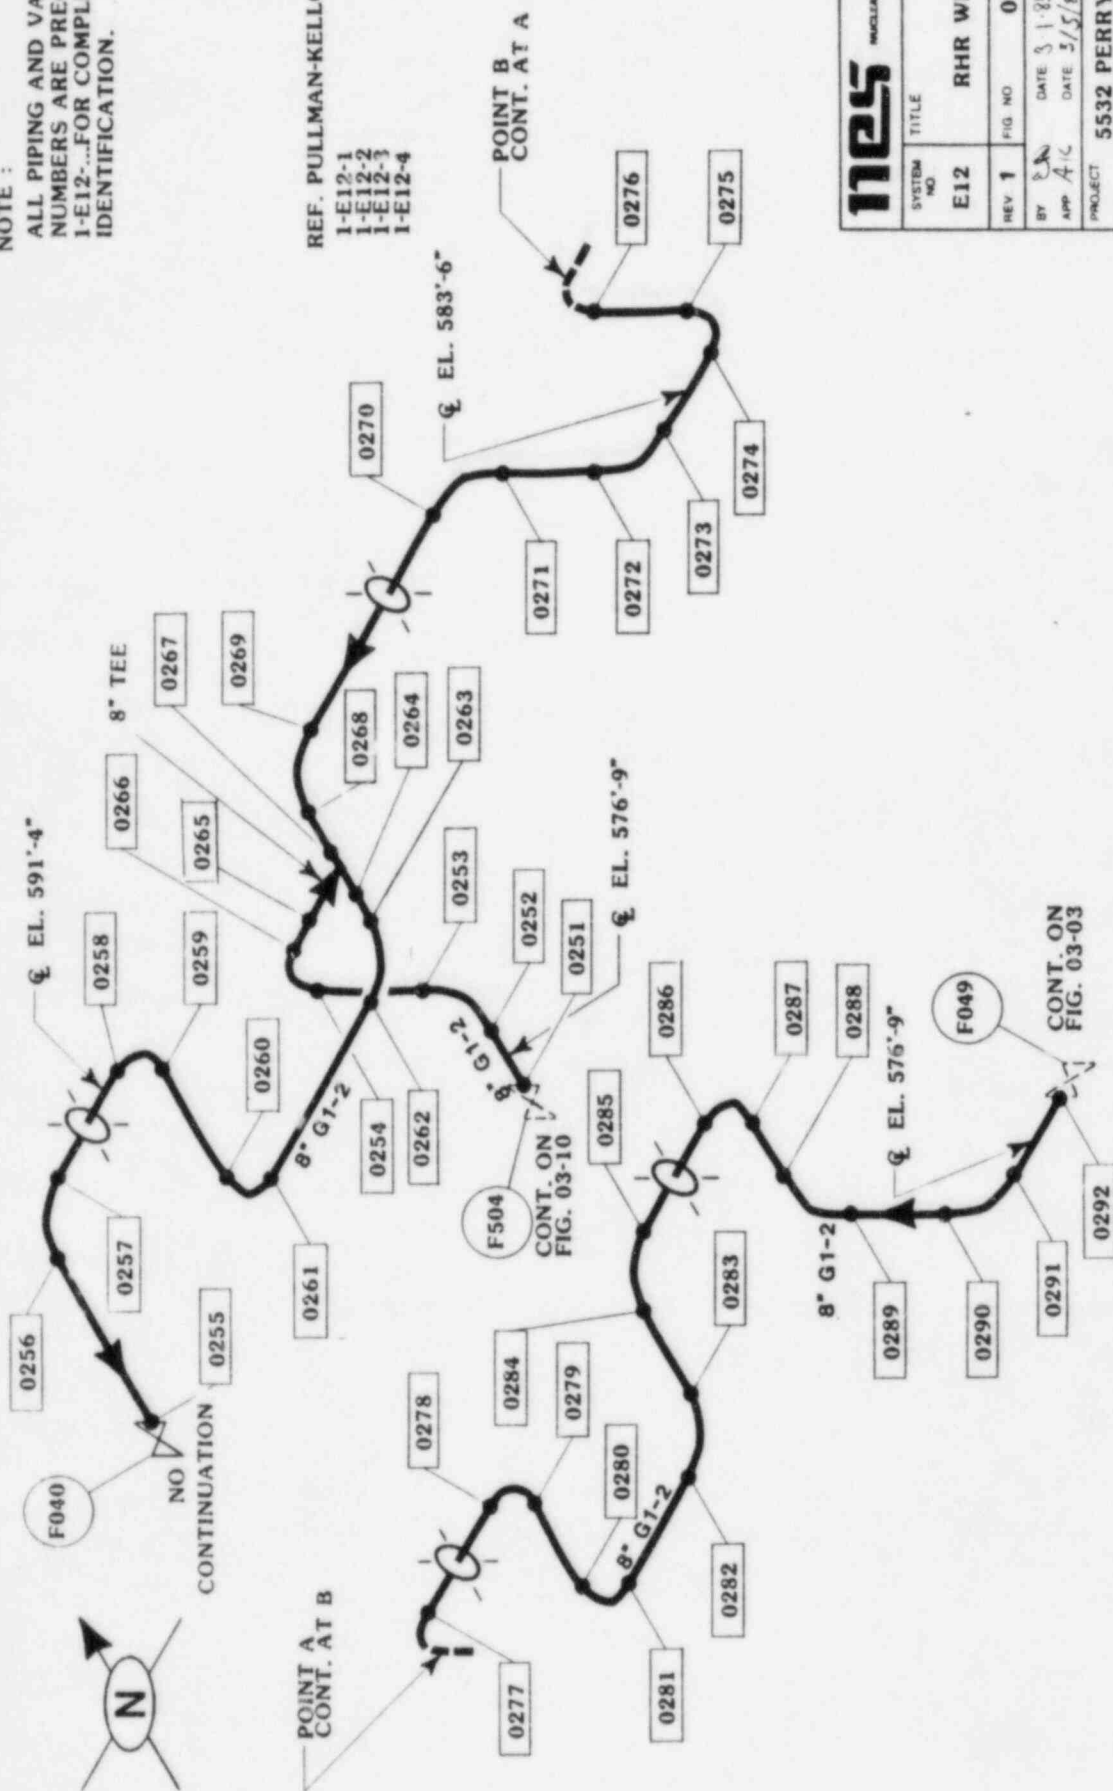 NOTE :
ALL PIPING AND
NUMBERS ARE
1-E12-...FOR
IDENTIFICATION.
REF.
1-E12-1
1-E12-2
1-E12-3
1-E12-4
POINT B
CONT. AT A
0276
0275
℄ EL. 583'-6"
0270
0271
0272
0273
0274
8" TEE
0267
0269
0266
0265
0268
0264
0263
℄ EL. 591'-4"
0258
0259
0260
0253
0252
0251
℄ EL. 576'-9"
8" G1-2
8" G1-2
0254
0262
0261
0257
0256
0255
F040
NO
CONTINUATION
N
F504
CONT. ON
FIG. 03-10
0286
0285
0287
0288
0283
0284
℄ EL. 576'-9"
F049
CONT. ON
FIG. 03-03
8" G1-2
0289
0290
0291
0292
0278
0279
0280
8" G1-2
0281
0282
POINT A
CONT. AT B
0277
nes
SYSTEM NO
TITLE
E12
RHR
REV. 1
FIG NO
BY
DATE
APP.
DATE
PROJECT
5532 PERRY